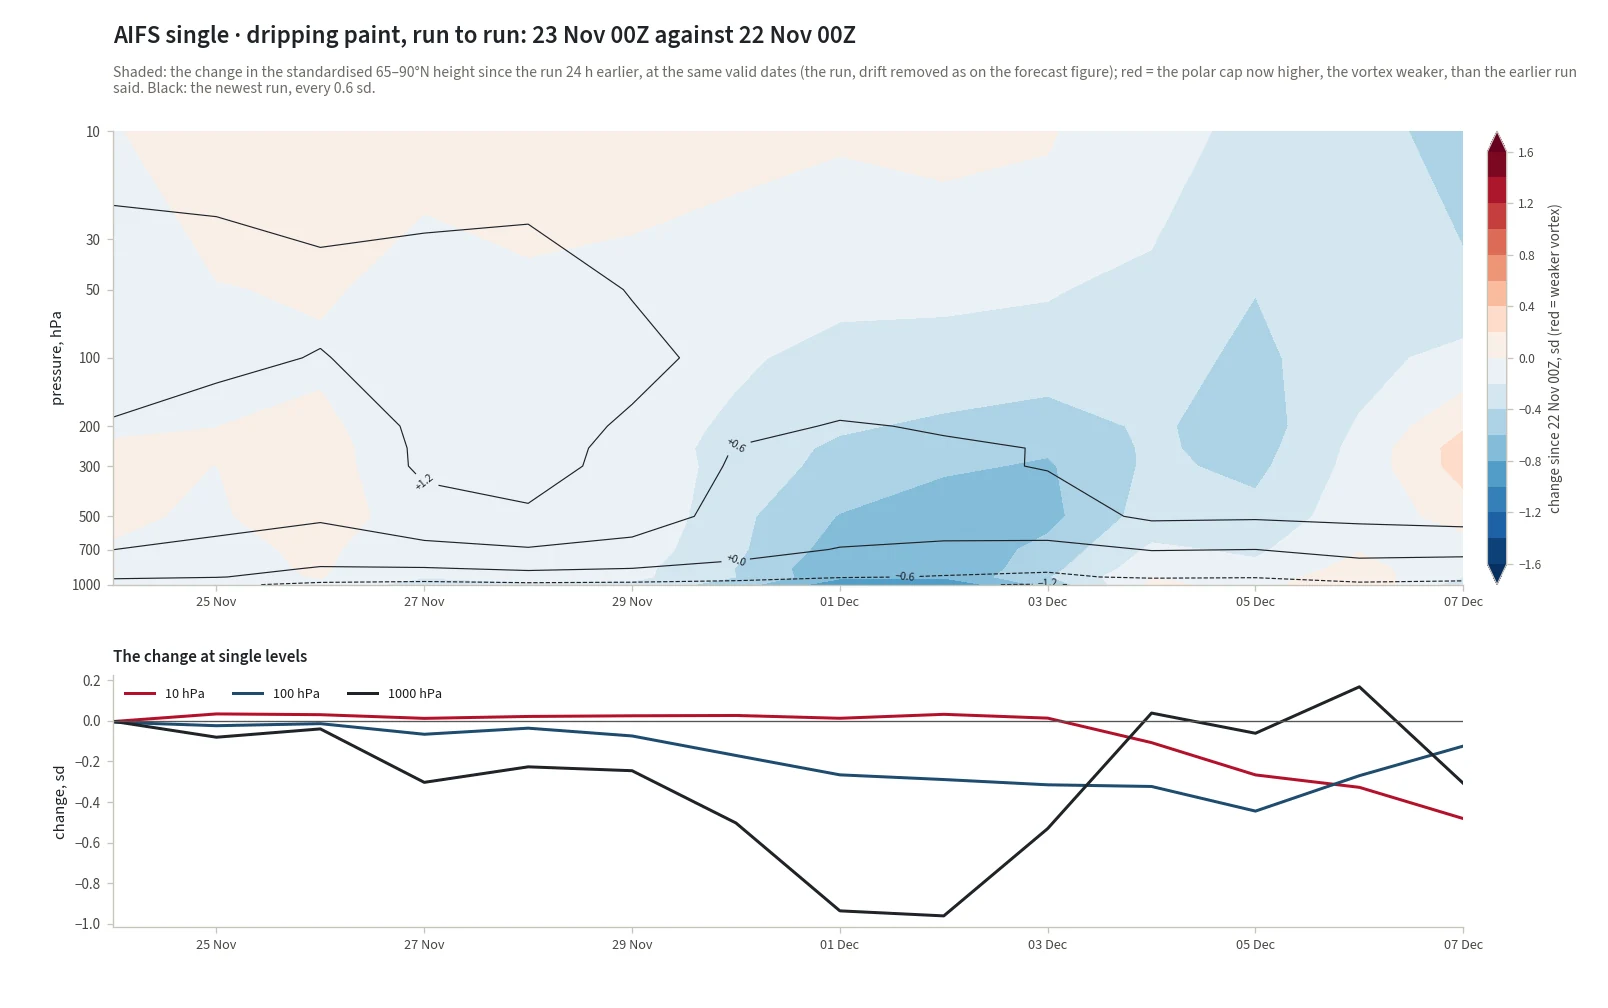 AIFS single · dripping paint, run to run: 23 Nov 00Z against 22 Nov 00Z
Shaded: the change in the standardised 65–90°N height since the run 24 h earlier, at the same valid dates (the run, drift removed as on the forecast figure); red = the polar cap now higher, the vortex weaker, than the earlier run
said. Black: the newest run, every 0.6 sd.
pressure, hPa
10
30
50
100
200
300
500
700
1000
+1.2
+0.6
+0.0
−0.6
−1.2
25 Nov
27 Nov
29 Nov
01 Dec
03 Dec
05 Dec
07 Dec
1.6
1.2
0.8
0.4
0.0
−0.4
−0.8
−1.2
−1.6
change since 22 Nov 00Z, sd (red = weaker vortex)
The change at single levels
10 hPa
100 hPa
1000 hPa
change, sd
0.2
0.0
−0.2
−0.4
−0.6
−0.8
−1.0
25 Nov
27 Nov
29 Nov
01 Dec
03 Dec
05 Dec
07 Dec